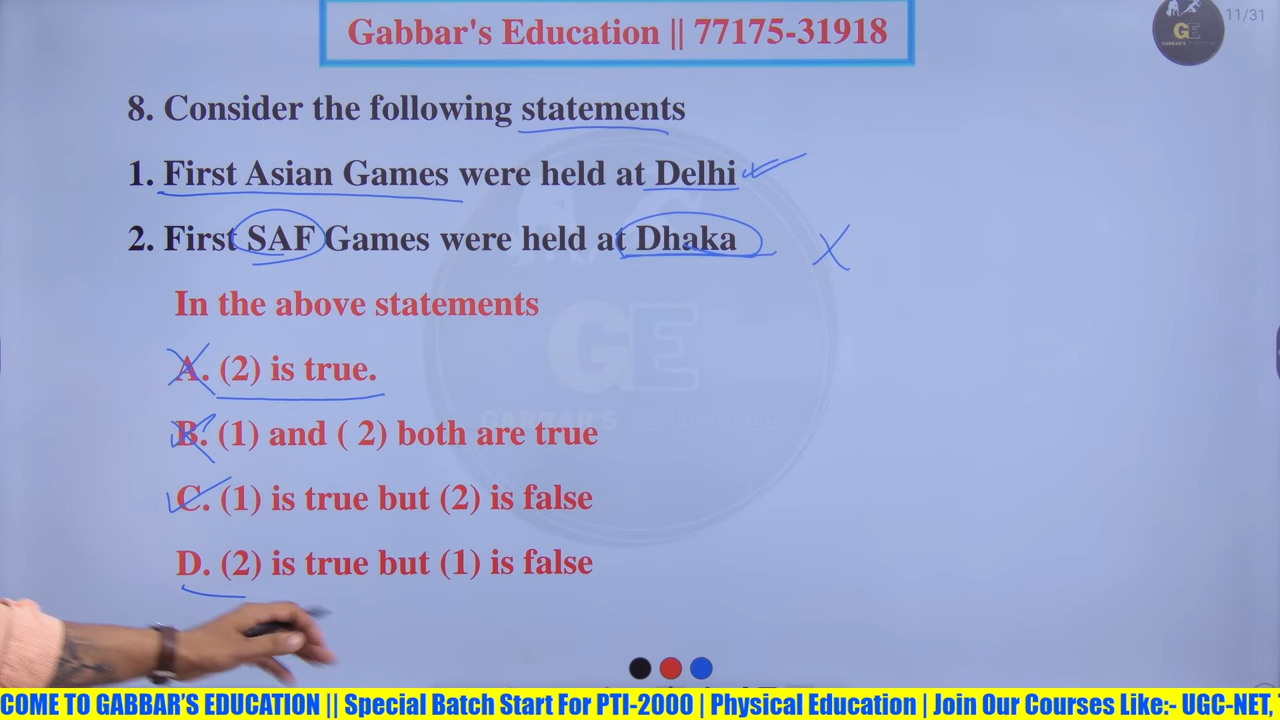 Gabbar's Education || 77175-31918
11/31
GE
8. Consider the following statements
1. First Asian Games were held at Delhi
2. First SAF Games were held at Dhaka
In the above statements
A. (2) is true.
B. (1) and ( 2) both are true
C. (1) is true but (2) is false
D. (2) is true but (1) is false
GE
GABBAR'S
COME TO GABBAR'S EDUCATION || Special Batch Start For PTI-2000 | Physical Education | Join Our Courses Like:- UGC-NET,